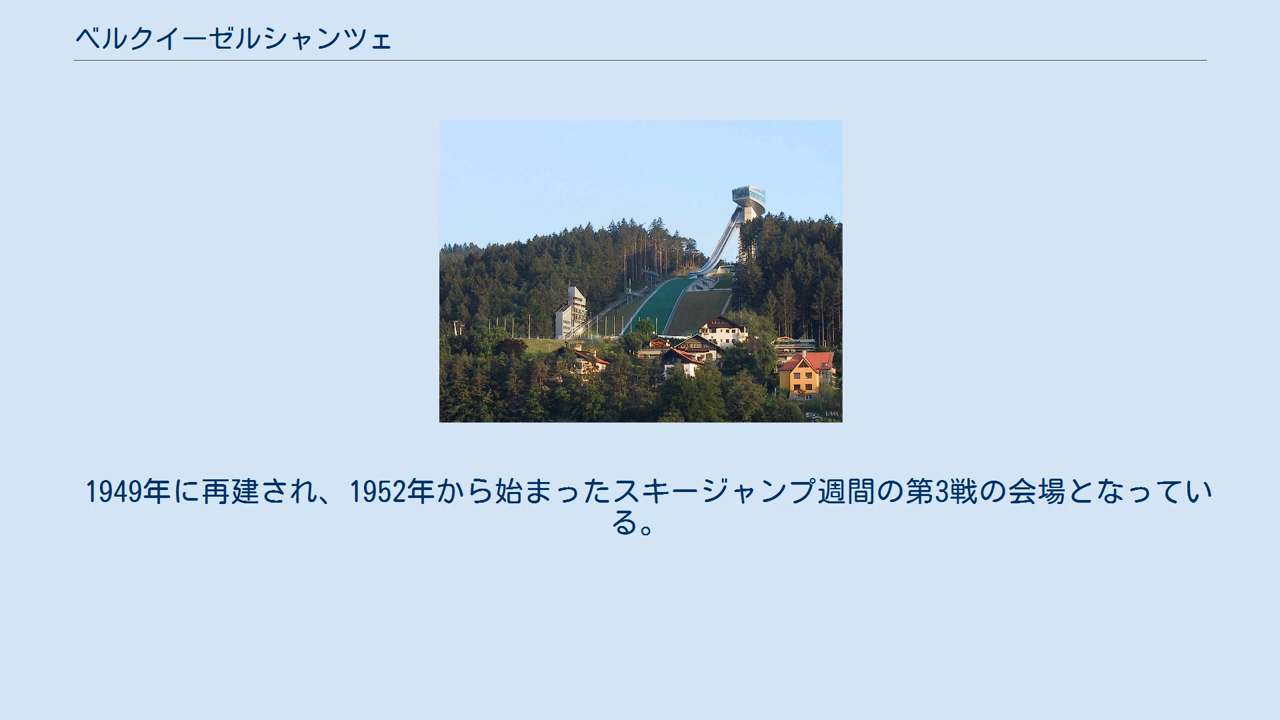 ベルクイーゼルシャンツェ
1949年に再建され、1952年から始まったスキージャンプ週間の第3戦の会場となってい
る。